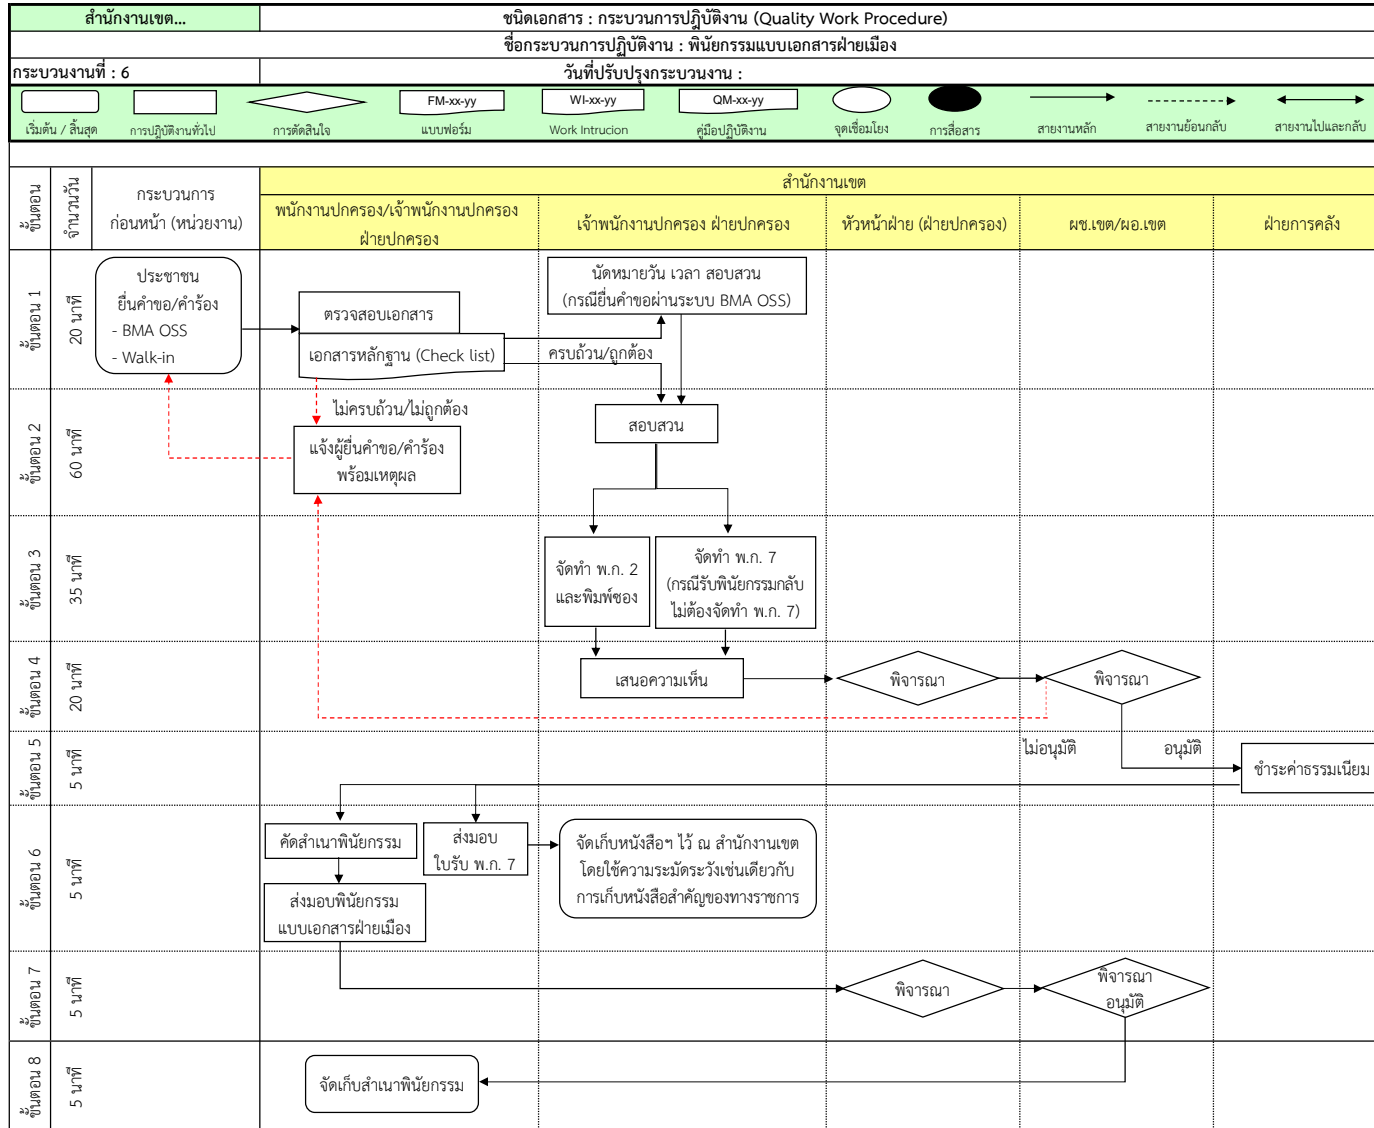 สำนักงานเขต...
ชนิดเอกสาร : กระบวนการปฏิบัติงาน (Quality Work Procedure)
ชื่อกระบวนการปฏิบัติงาน : พินัยกรรมแบบเอกสารฝ่ายเมือง
กระบวนงานที่ : 6
วันที่ปรับปรุงกระบวนงาน :
FM-xx-yy
WI-xx-yy
QM-xx-yy
เริ่มต้น / สิ้นสุด
การปฏิบัติงานทั่วไป
การตัดสินใจ
แบบฟอร์ม
Work Intrucion
คู่มือปฏิบัติงาน
จุดเชื่อมโยง
การสื่อสาร
สายงานหลัก
สายงานย้อนกลับ
สายงานไปและกลับ
ขั้นตอน
จำนวนวัน
กระบวนการ
ก่อนหน้า (หน่วยงาน)
สำนักงานเขต
พนักงานปกครอง/เจ้าพนักงานปกครอง
ฝ่ายปกครอง
เจ้าพนักงานปกครอง ฝ่ายปกครอง
หัวหน้าฝ่าย (ฝ่ายปกครอง)
ผช.เขต/ผอ.เขต
ฝ่ายการคลัง
ขั้นตอน 1
20 นาที
ประชาชน
ยื่นคำขอ/คำร้อง
- BMA OSS
- Walk-in
ตรวจสอบเอกสาร
เอกสารหลักฐาน (Check list)
นัดหมายวัน เวลา สอบสวน
(กรณียื่นคำขอผ่านระบบ BMA OSS)
ครบถ้วน/ถูกต้อง
ขั้นตอน 2
60 นาที
ไม่ครบถ้วน/ไม่ถูกต้อง
แจ้งผู้ยื่นคำขอ/คำร้อง
พร้อมเหตุผล
สอบสวน
ขั้นตอน 3
35 นาที
จัดทำ พ.ก. 2
และพิมพ์ซอง
จัดทำ พ.ก. 7
(กรณีรับพินัยกรรมกลับ
ไม่ต้องจัดทำ พ.ก. 7)
ขั้นตอน 4
20 นาที
เสนอความเห็น
พิจารณา
พิจารณา
ขั้นตอน 5
5 นาที
ไม่อนุมัติ
อนุมัติ
ชำระค่าธรรมเนียม
ขั้นตอน 6
5 นาที
คัดสำเนาพินัยกรรม
ส่งมอบ
ใบรับ พ.ก. 7
จัดเก็บหนังสือฯ ไว้ ณ สำนักงานเขต
โดยใช้ความระมัดระวังเช่นเดียวกับ
การเก็บหนังสือสำคัญของทางราชการ
ส่งมอบพินัยกรรม
แบบเอกสารฝ่ายเมือง
ขั้นตอน 7
5 นาที
พิจารณา
พิจารณา
อนุมัติ
ขั้นตอน 8
5 นาที
จัดเก็บสำเนาพินัยกรรม